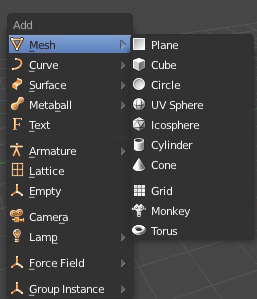 Add
Mesh
Curve
Surface
Metaball
Text
Armature
Lattice
Empty
Camera
Lamp
Force Field
Group Instance
Plane
Cube
Circle
UV Sphere
Icosphere
Cylinder
Cone
Grid
Monkey
Torus